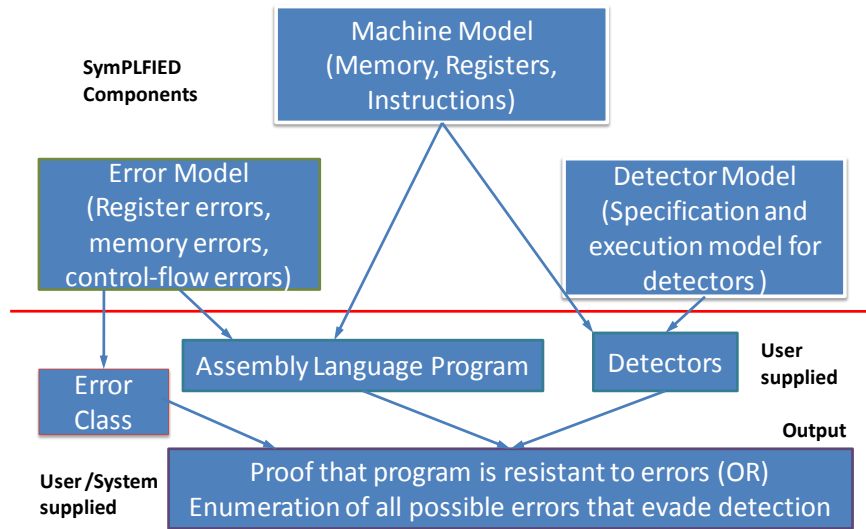 SymPLFIED
Components
Machine Model
(Memory, Registers,
Instructions)
Error Model
(Register errors,
memory errors,
control-flow errors)
Detector Model
(Specification and
execution model for
detectors )
Assembly Language Program
Detectors
User
supplied
Error
Class
Output
User /System
supplied
Proof that program is resistant to errors (OR)
Enumeration of all possible errors that evade detection